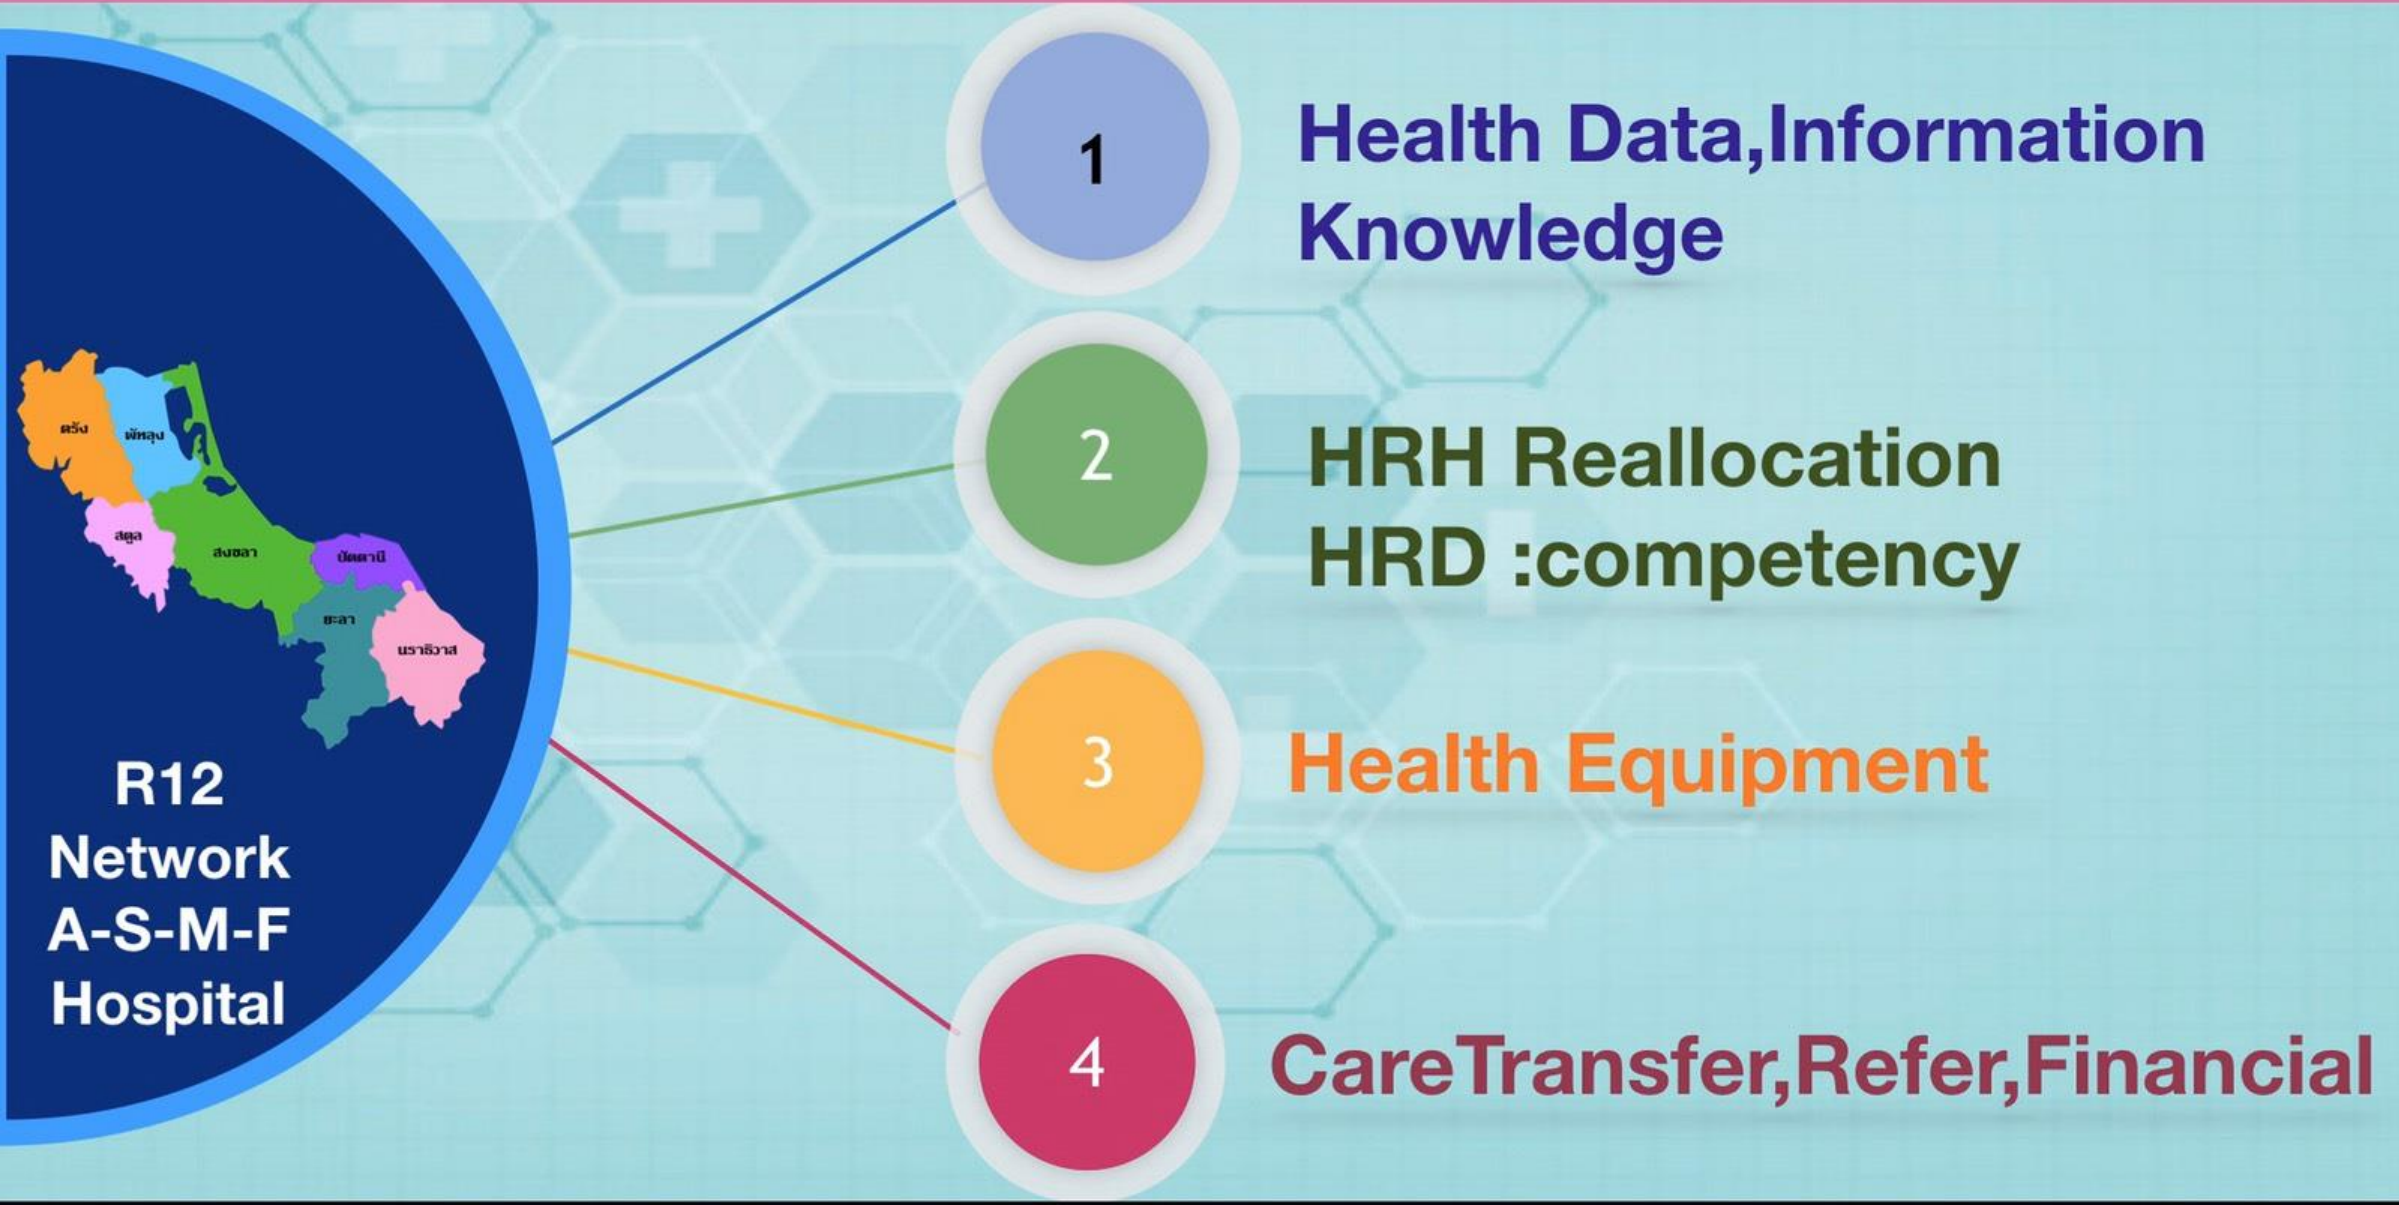 ตรัง
พัทลุง
สตูล
สงขลา
ปัตตานี
ยะลา
นราธิวาส
R12
Network
A-S-M-F
Hospital
1
Health Data,Information
Knowledge
2
HRH Reallocation
HRD :competency
3
Health Equipment
4
CareTransfer,Refer,Financial